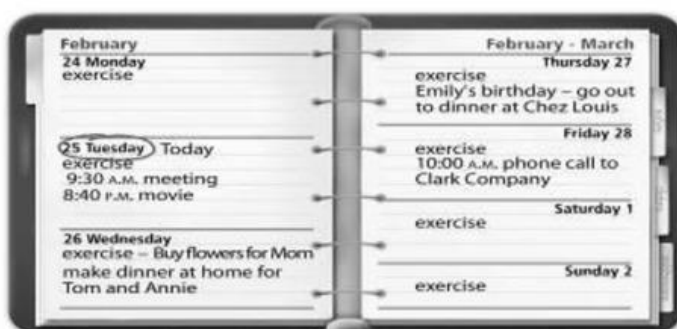 February
24 Monday
exercise
25 Tuesday Today
exercise
9:30 A.M. meeting
8:40 P.M. movie
26 Wednesday
exercise – Buy flowers for Mom
make dinner at home for
Tom and Annie
February - March
Thursday 27
exercise
Emily's birthday – go out
to dinner at Chez Louis
Friday 28
exercise
10:00 A.M. phone call to
Clark Company
Saturday 1
exercise
Sunday 2
exercise